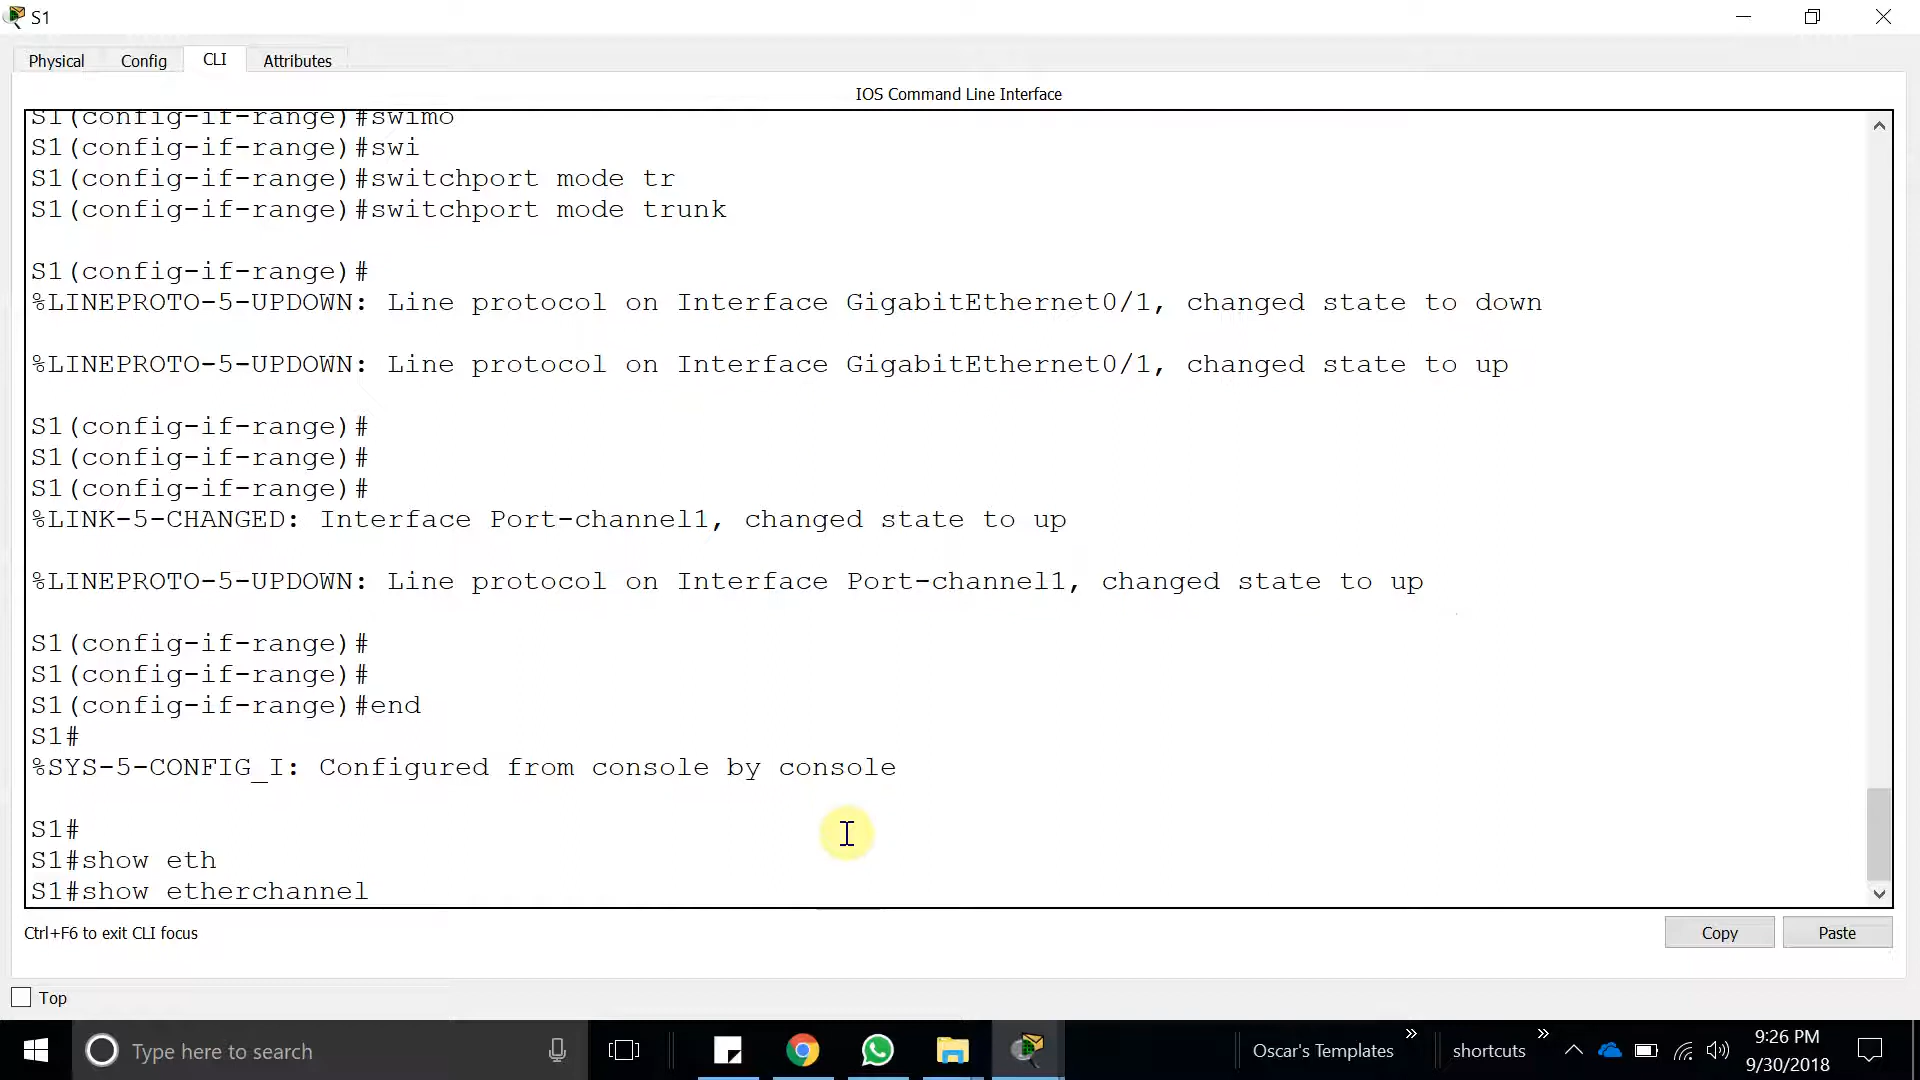 S1
Physical Config CLI Attributes
IOS Command Line Interface
S1(config-if-range)#swimo
S1(config-if-range)#swi
S1(config-if-range)#switchport mode tr
S1(config-if-range)#switchport mode trunk
S1(config-if-range)#
%LINEPROTO-5-UPDOWN: Line protocol on Interface GigabitEthernet0/1, changed state to down
%LINEPROTO-5-UPDOWN: Line protocol on Interface GigabitEthernet0/1, changed state to up
S1(config-if-range)#
S1(config-if-range)#
S1(config-if-range)#
%LINK-5-CHANGED: Interface Port-channel1, changed state to up
%LINEPROTO-5-UPDOWN: Line protocol on Interface Port-channel1, changed state to up
S1(config-if-range)#
S1(config-if-range)#
S1(config-if-range)#end
S1#
%SYS-5-CONFIG_I: Configured from console by console
S1#
S1#show eth
S1#show etherchannel
Ctrl+F6 to exit CLI focus
Copy Paste
Top
Type here to search
Oscar's Templates » shortcuts »
9:26 PM
9/30/2018